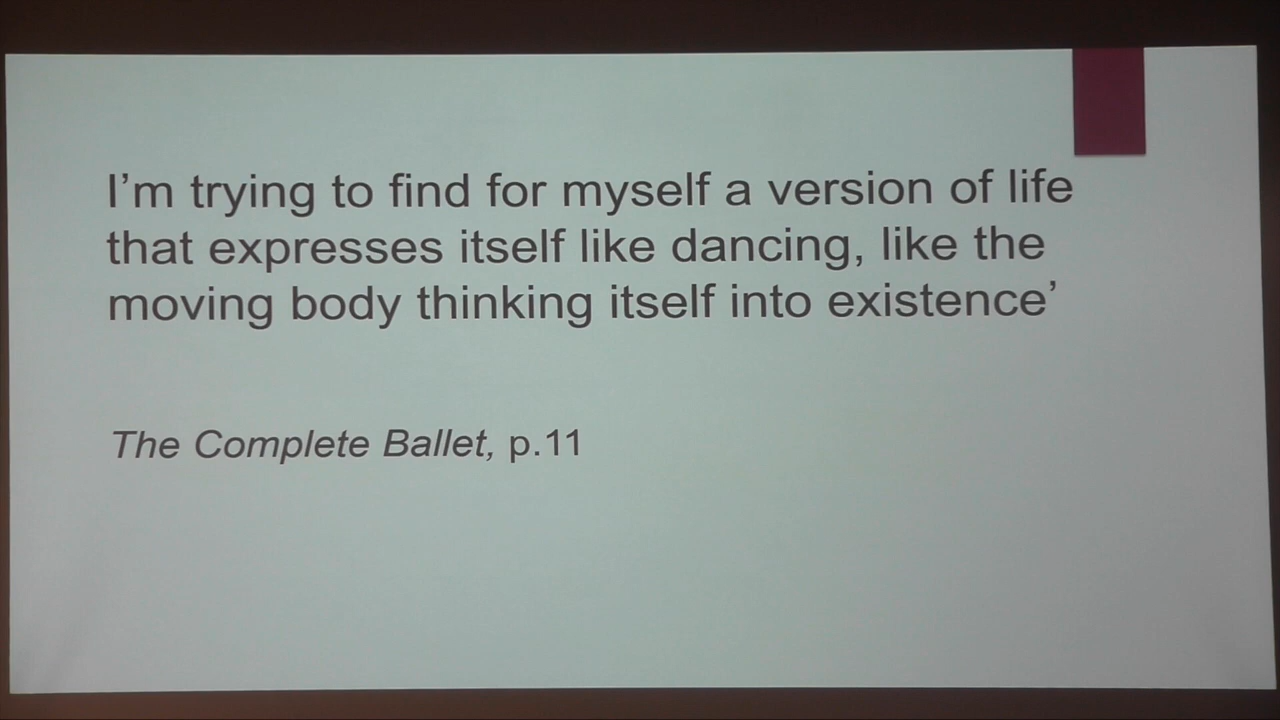 I’m trying to find for myself a version of life
that expresses itself like dancing, like the
moving body thinking itself into existence’
The Complete Ballet, p.11